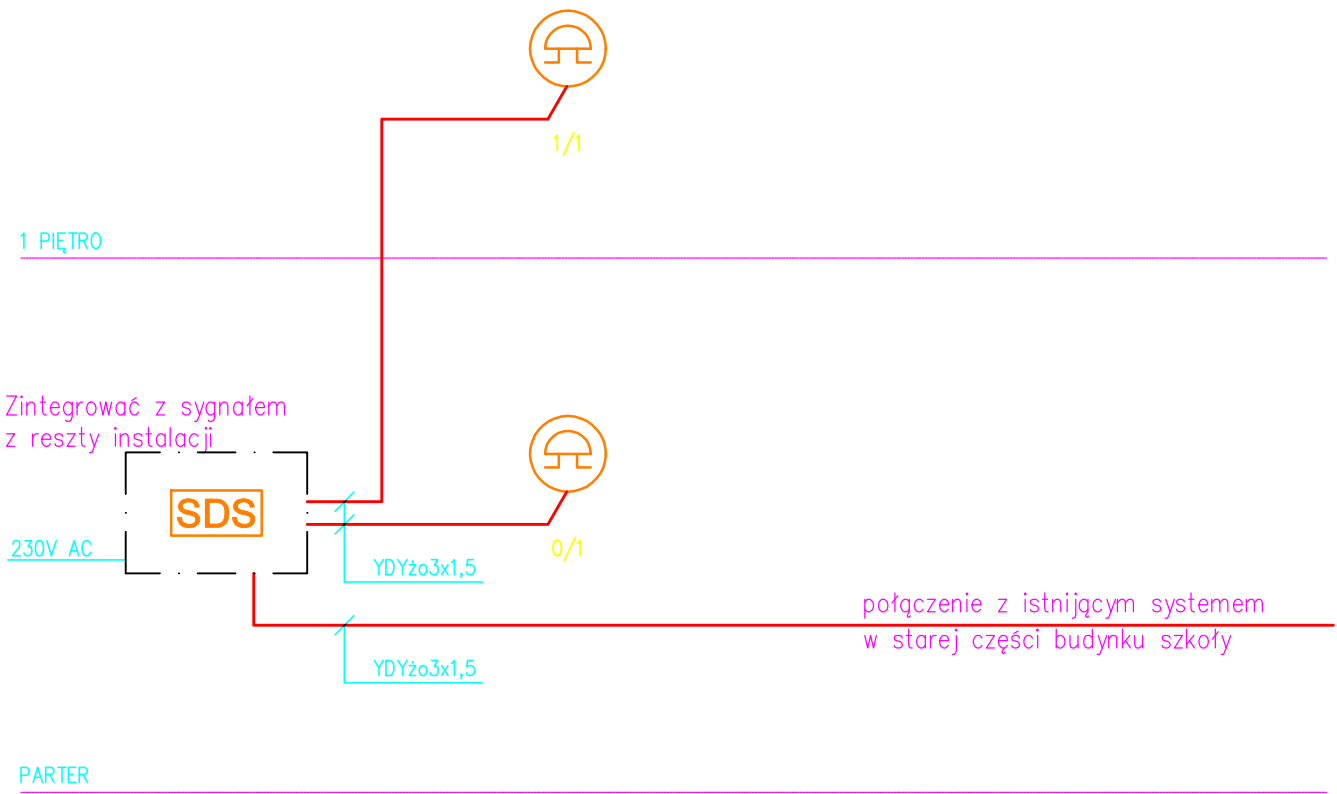 1/1
1 PIĘTRO
Zintegrować z sygnałem
z reszty instalacji
SDS
230V AC
0/1
YDYżo3x1,5
połączenie z istnijącym systemem
w starej części budynku szkoły
YDYżo3x1,5
PARTER